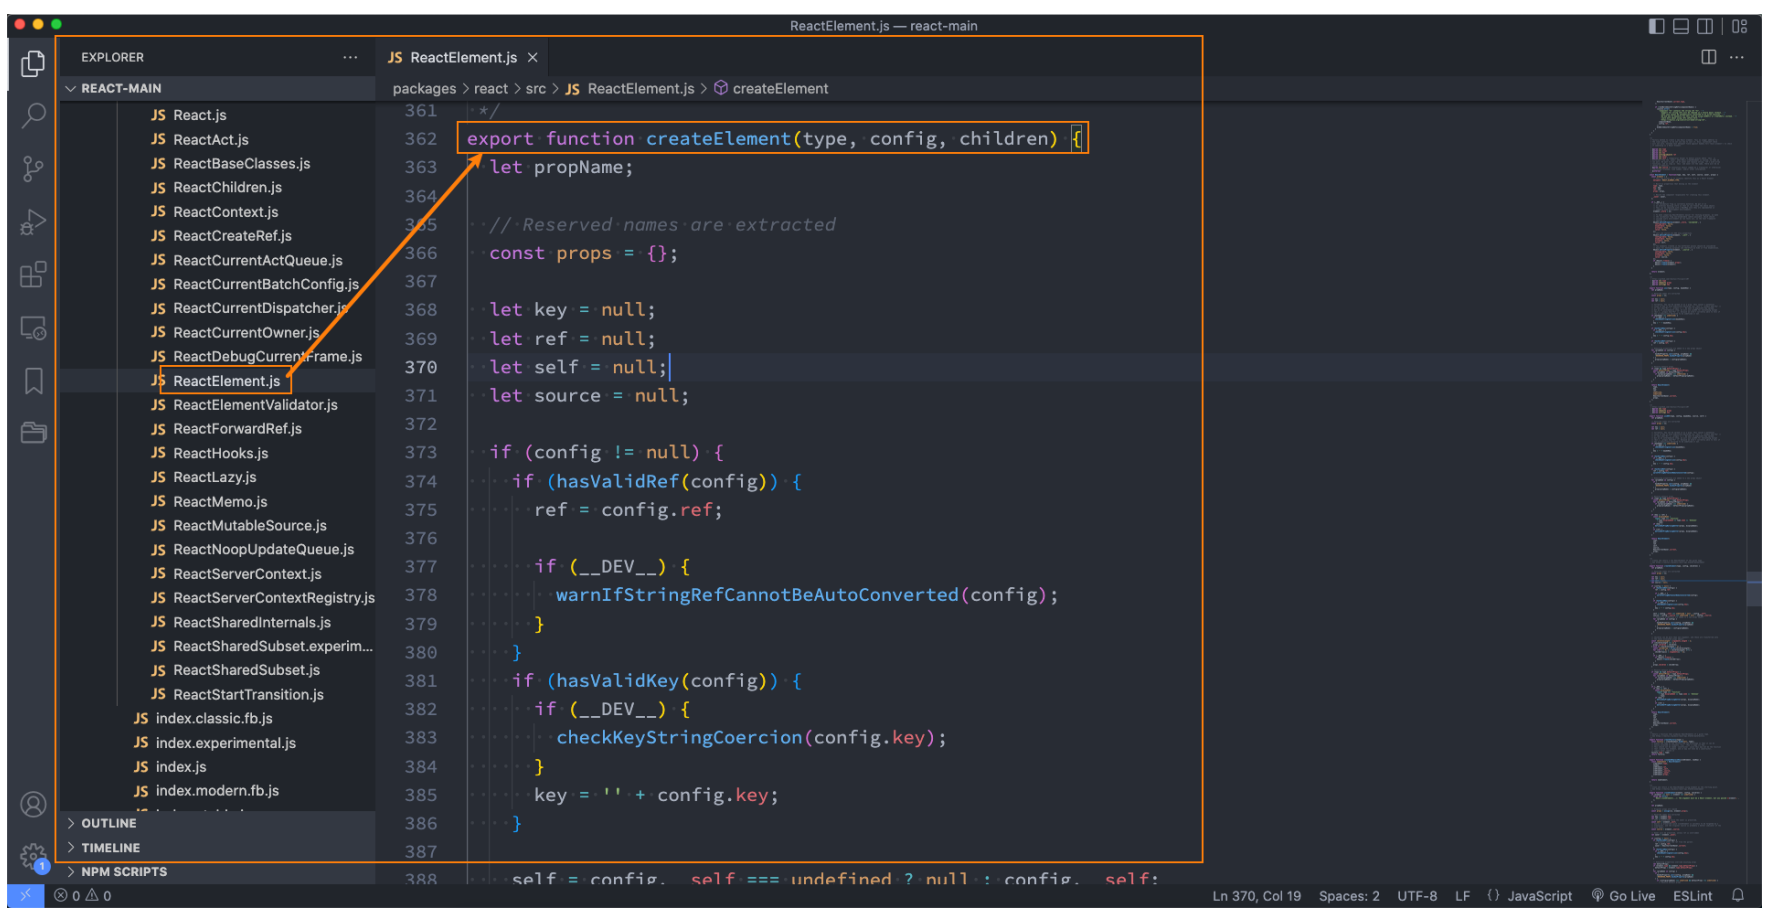 ReactElement.js — react-main
EXPLORER
JS ReactElement.js
REACT-MAIN
packages > react > src > JS ReactElement.js > createElement
JS React.js
JS ReactAct.js
JS ReactBaseClasses.js
JS ReactChildren.js
JS ReactContext.js
JS ReactCreateRef.js
JS ReactCurrentActQueue.js
JS ReactCurrentBatchConfig.js
JS ReactCurrentDispatcher.js
JS ReactCurrentOwner.js
JS ReactDebugCurrentFrame.js
JS ReactElement.js
JS ReactElementValidator.js
JS ReactForwardRef.js
JS ReactHooks.js
JS ReactLazy.js
JS ReactMemo.js
JS ReactMutableSource.js
JS ReactNoopUpdateQueue.js
JS ReactServerContext.js
JS ReactServerContextRegistry.js
JS ReactSharedInternals.js
JS ReactSharedSubset.experim...
JS ReactSharedSubset.js
JS ReactStartTransition.js
JS index.classic.fb.js
JS index.experimental.js
JS index.js
JS index.modern.fb.js
OUTLINE
TIMELINE
NPM SCRIPTS
361 */
362 export function createElement(type, config, children) {
363 let propName;
364
365 // Reserved names are extracted
366 const props = {};
367
368 let key = null;
369 let ref = null;
370 let self = null;
371 let source = null;
372
373 if (config != null) {
374 if (hasValidRef(config)) {
375 ref = config.ref;
376
377 if (__DEV__) {
378 warnIfStringRefCannotBeAutoConverted(config);
379 }
380 }
381 if (hasValidKey(config)) {
382 if (__DEV__) {
383 checkKeyStringCoercion(config.key);
384 }
385 key = '' + config.key;
386 }
387
388 self = config.__self === undefined ? null : config.__self;
1
0 0
Ln 370, Col 19 Spaces: 2 UTF-8 LF {} JavaScript Go Live ESLint